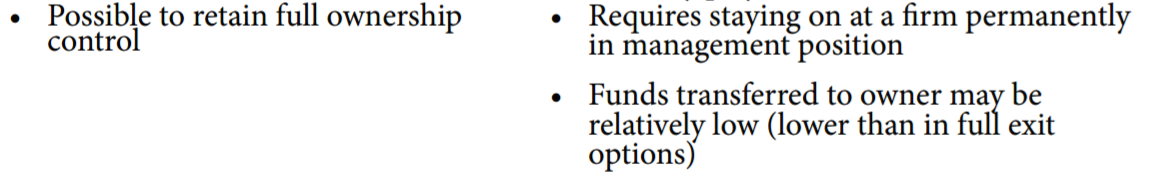 • Possible to retain full ownership
control
• Requires staying on at a firm permanently
in management position
• Funds transferred to owner may be
relatively low (lower than in full exit
options)